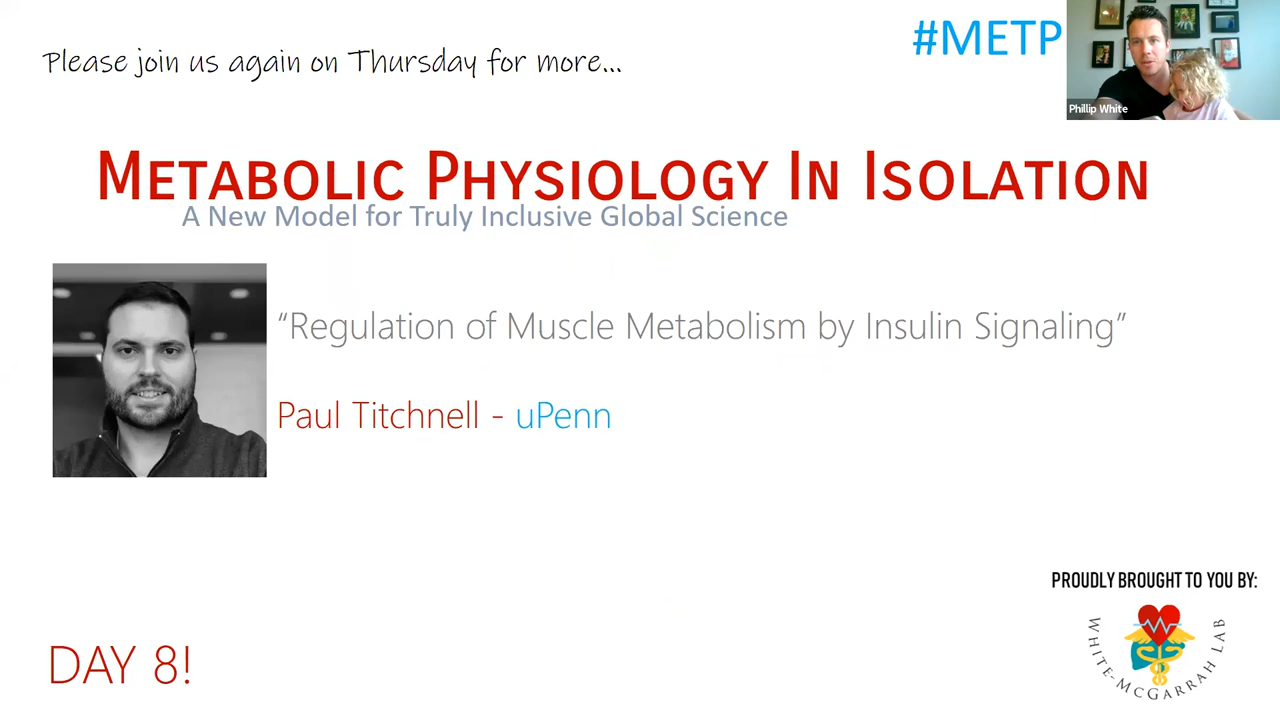 Please join us again on Thursday for more...
#METP
Phillip White
METABOLIC PHYSIOLOGY IN ISOLATION
A New Model for Truly Inclusive Global Science
“Regulation of Muscle Metabolism by Insulin Signaling”
Paul Titchnell - uPenn
PROUDLY BROUGHT TO YOU BY:
WHITE-MCGARRAH LAB
DAY 8!